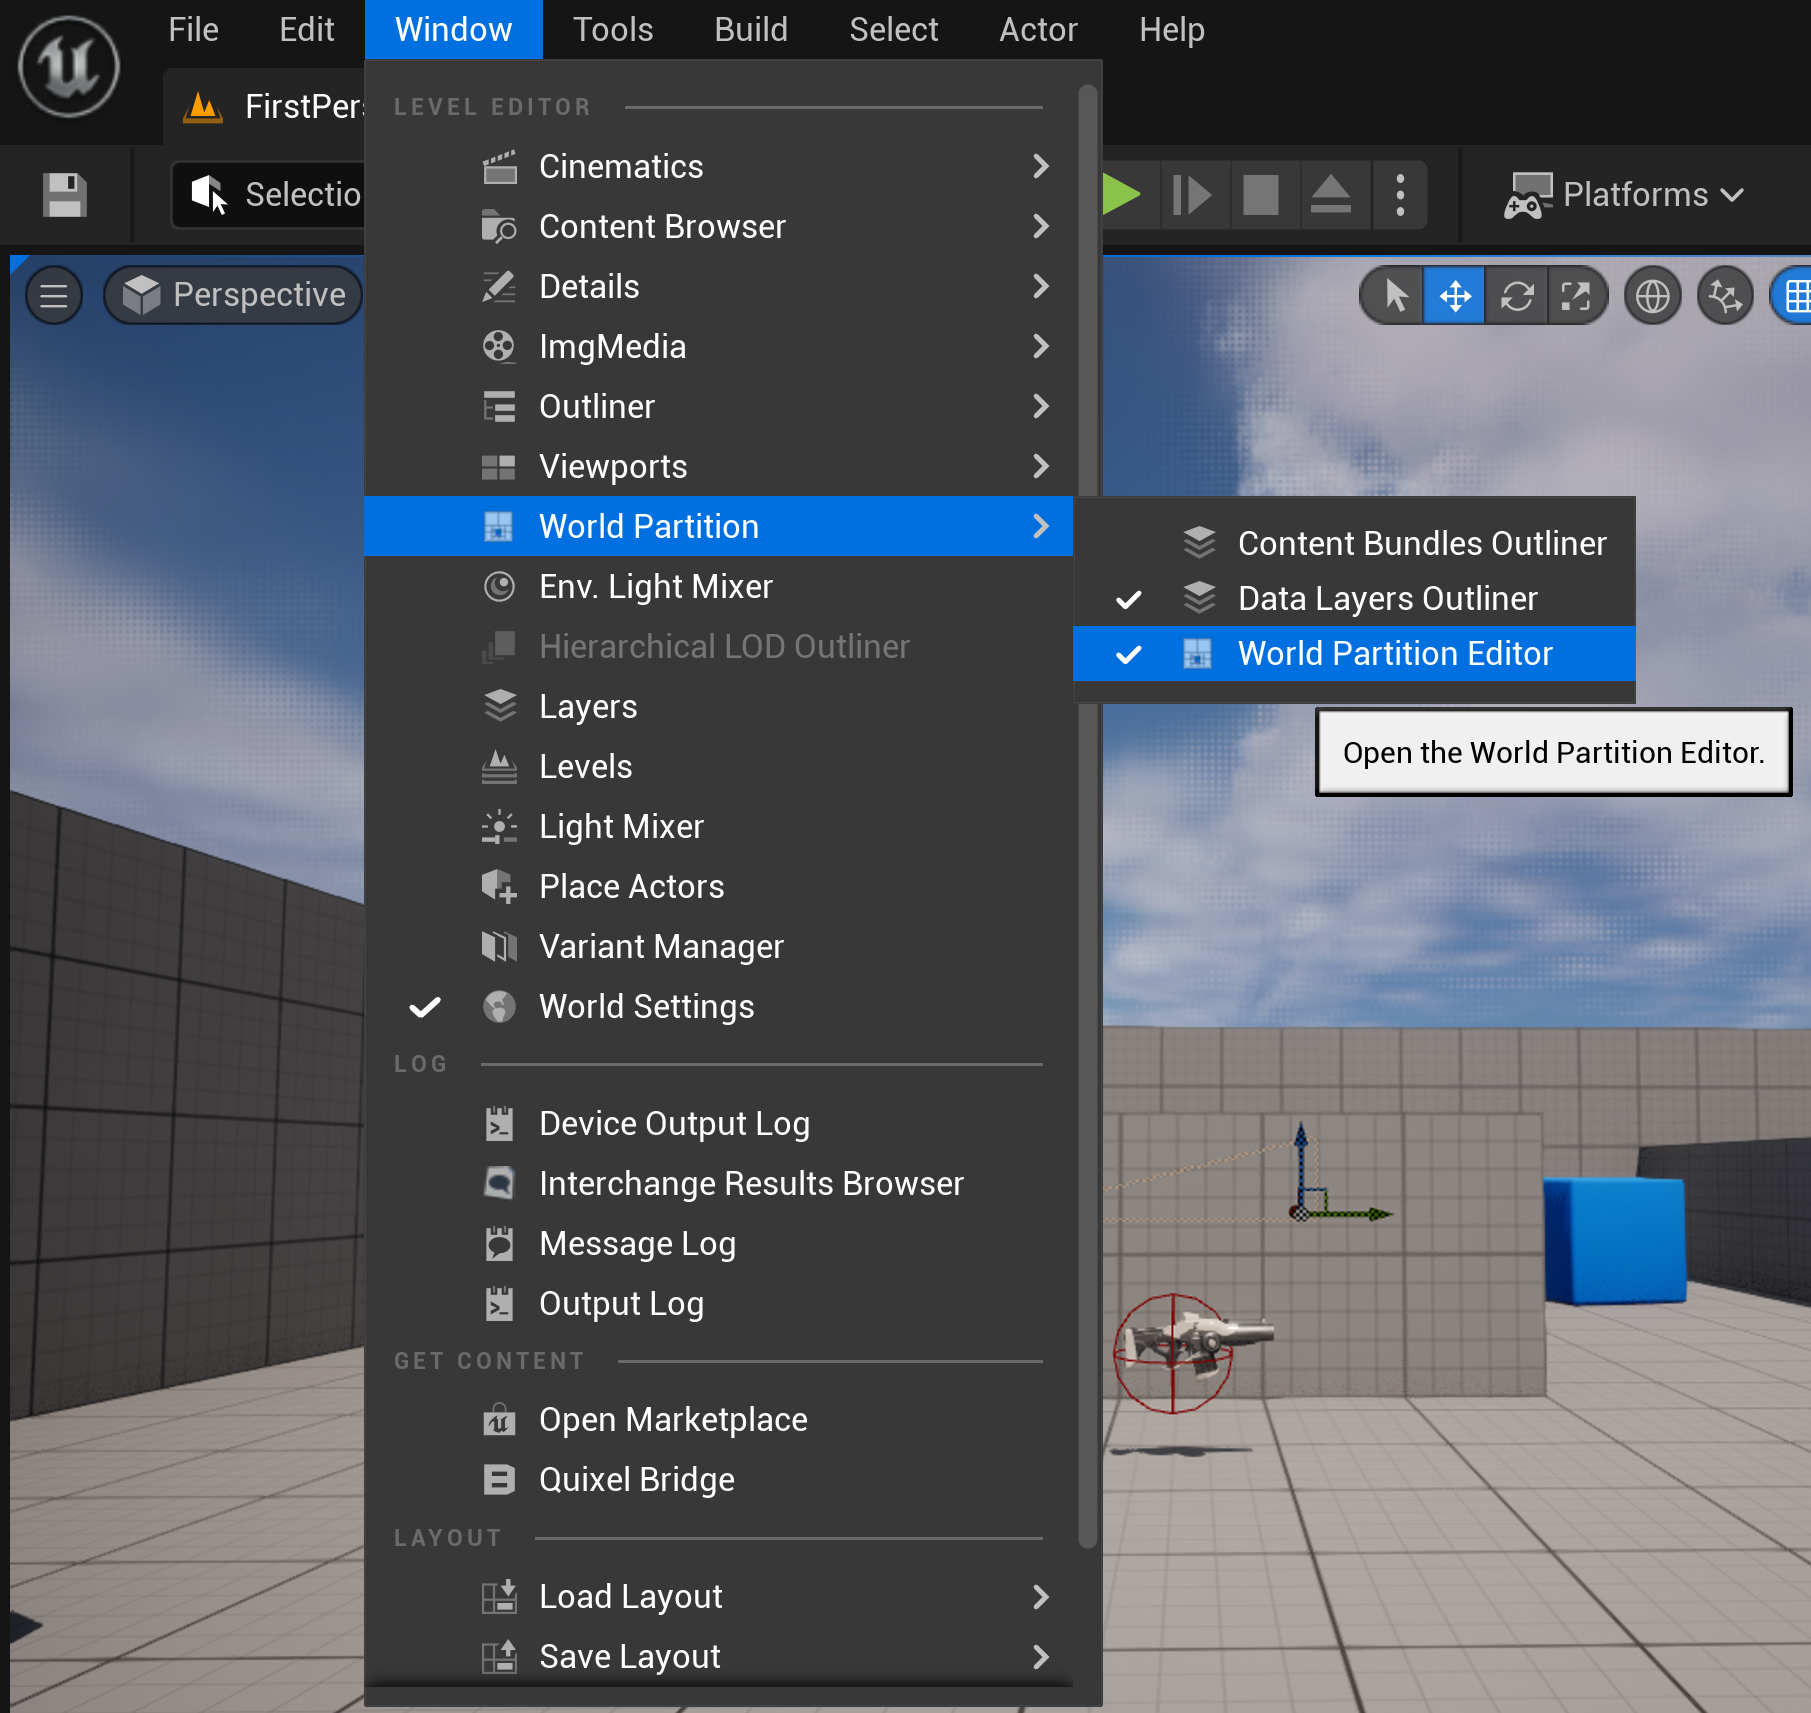 File Edit Window Tools Build Select Actor Help
FirstPers
LEVEL EDITOR
Selectio
Platforms
Perspective
Cinematics
Content Browser
Details
ImgMedia
Outliner
Viewports
World Partition
Content Bundles Outliner
Data Layers Outliner
World Partition Editor
Open the World Partition Editor.
Env. Light Mixer
Hierarchical LOD Outliner
Layers
Levels
Light Mixer
Place Actors
Variant Manager
World Settings
LOG
Device Output Log
Interchange Results Browser
Message Log
Output Log
GET CONTENT
Open Marketplace
Quixel Bridge
LAYOUT
Load Layout
Save Layout